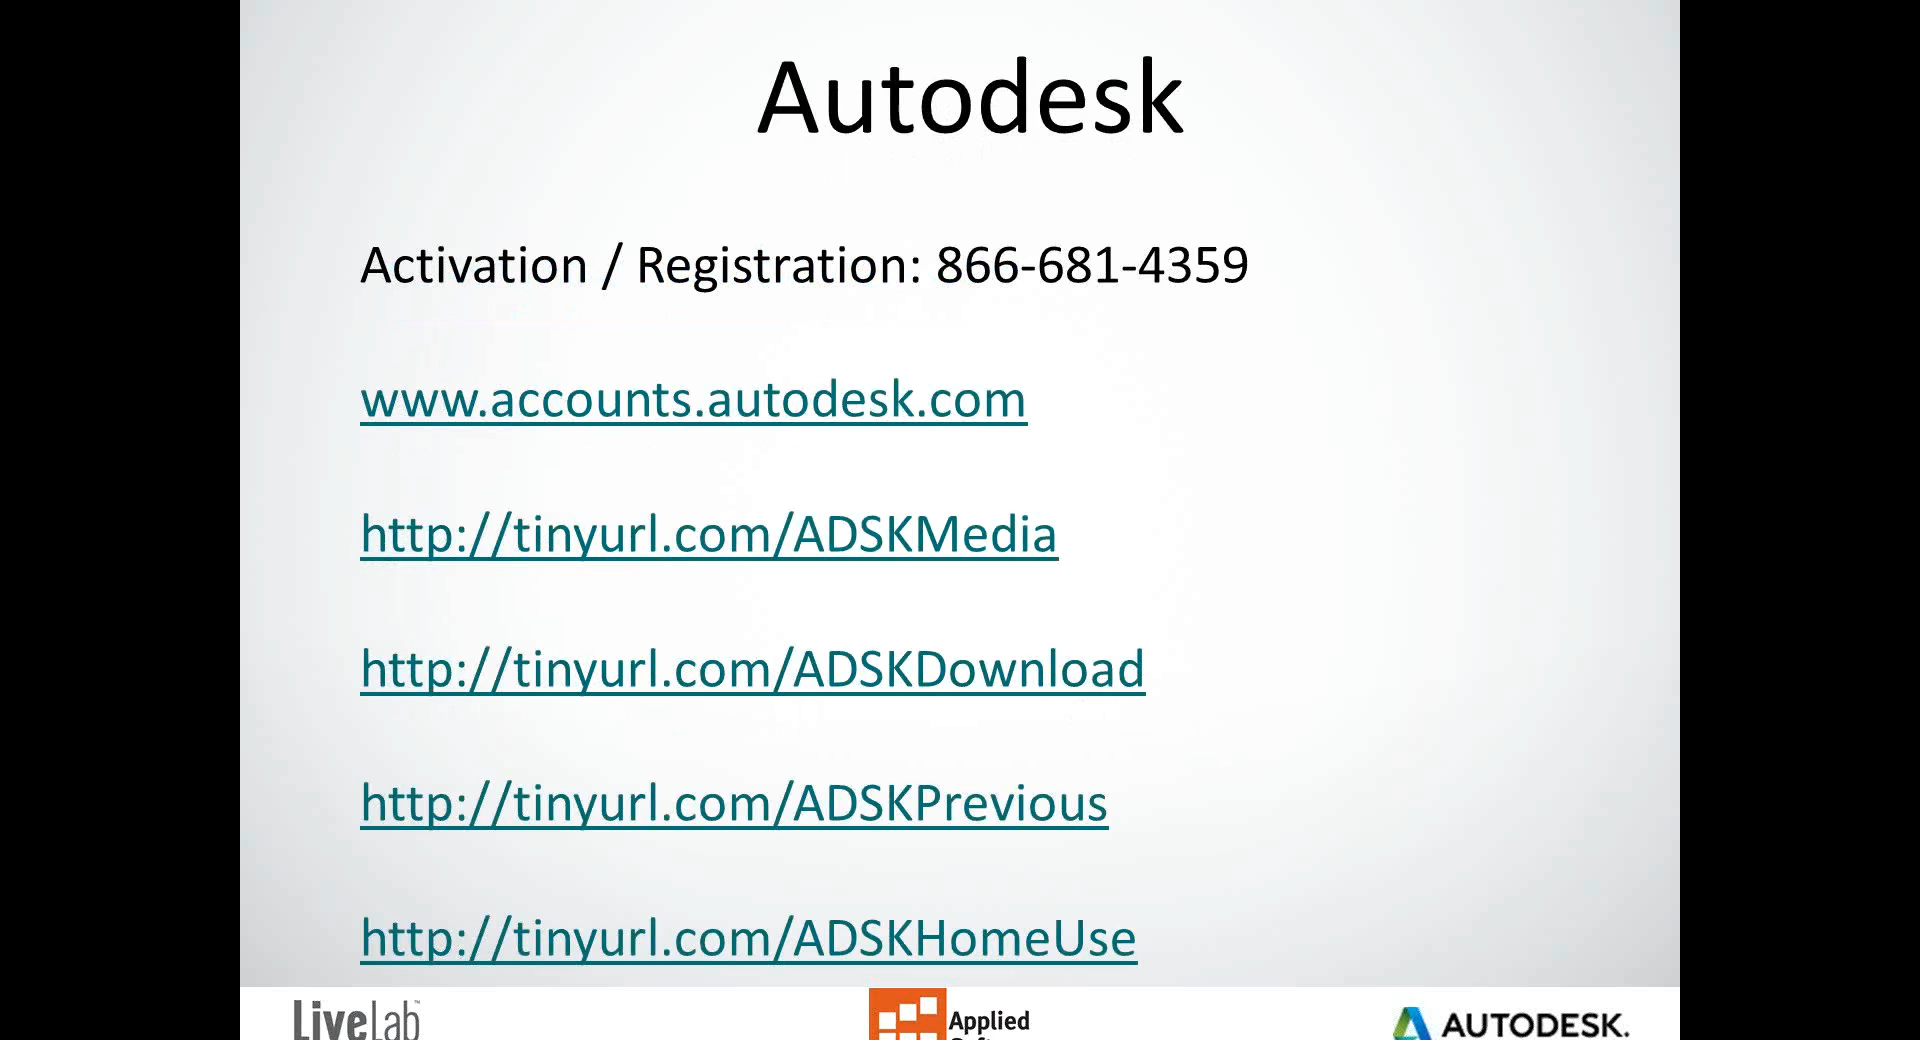 Autodesk
Activation / Registration: 866-681-4359
www.accounts.autodesk.com
http://tinyurl.com/ADSKMedia
http://tinyurl.com/ADSKDownload
http://tinyurl.com/ADSKPrevious
http://tinyurl.com/ADSKHomeUse
LiveLab™
Applied
AUTODESK.